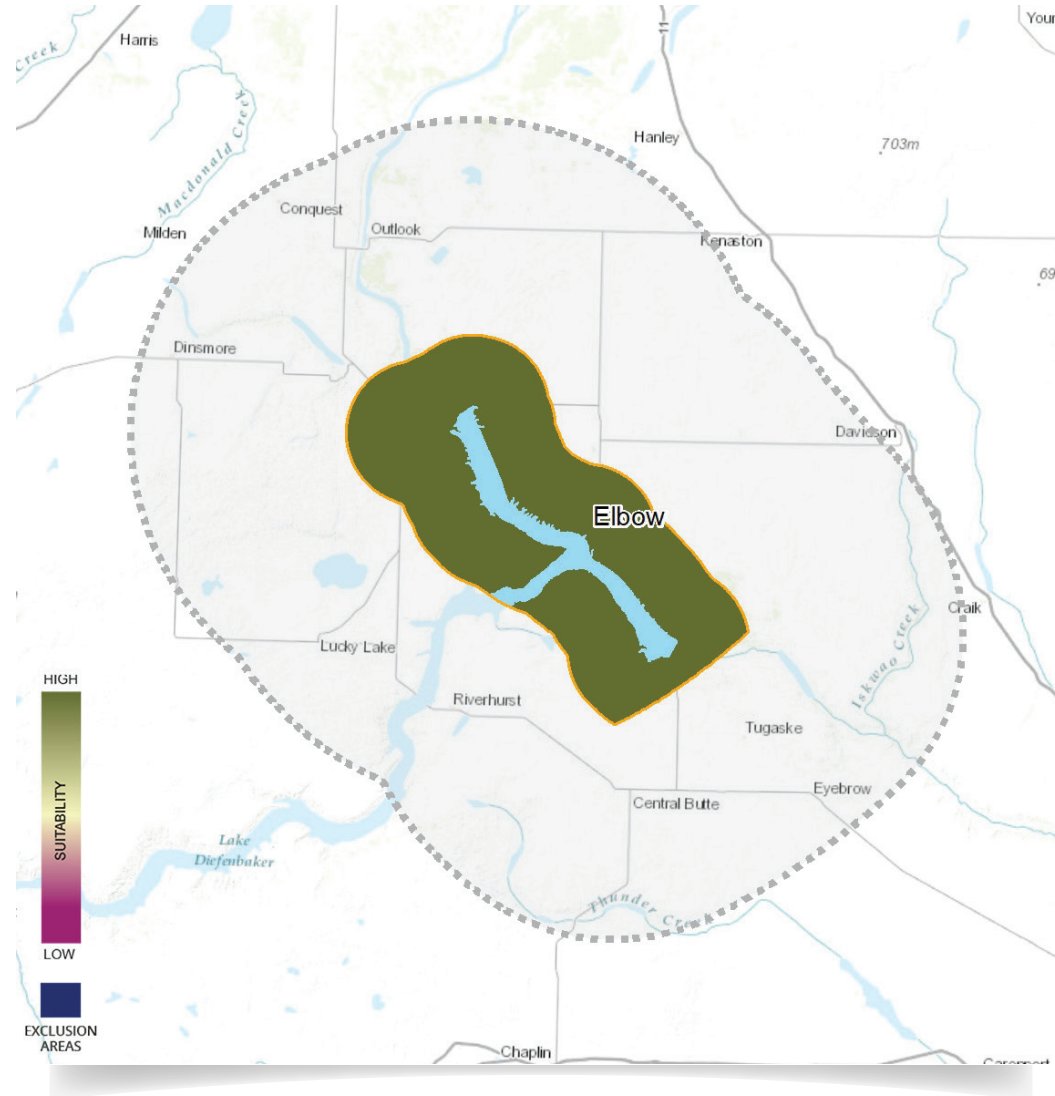 Harris
11
Your
Creek
Macdonald Creek
Hanley
703m
Conquest
Milden
Outlook
Kenaston
69
Dinsmore
Davidson
Elbow
Craik
Lucky Lake
Iskwao Creek
HIGH
Riverhurst
Tugaske
SUITABILITY
Eyebrow
Central Butte
Lake
Diefenbaker
Thunder Creek
LOW
EXCLUSION
AREAS
Chaplin